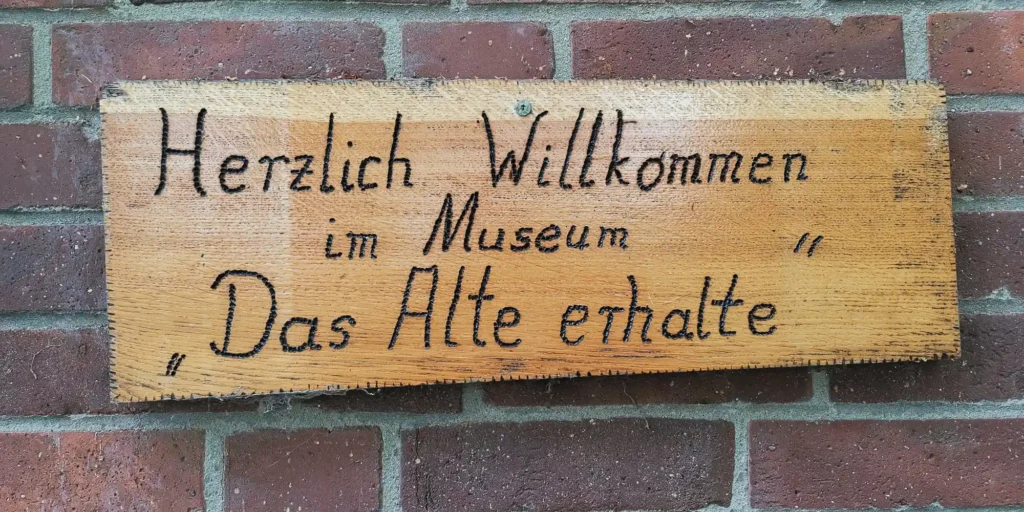 Herzlich Willkommen
im Museum
„Das Alte erhalte“